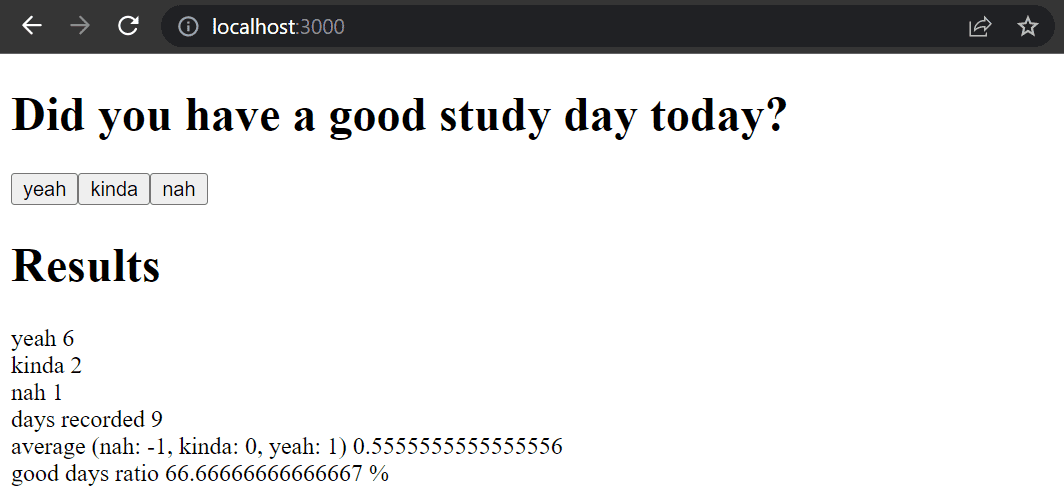 localhost:3000
Did you have a good study day today?
yeah kinda nah
Results
yeah 6
kinda 2
nah 1
days recorded 9
average (nah: -1, kinda: 0, yeah: 1) 0.5555555555555556
good days ratio 66.66666666666667 %